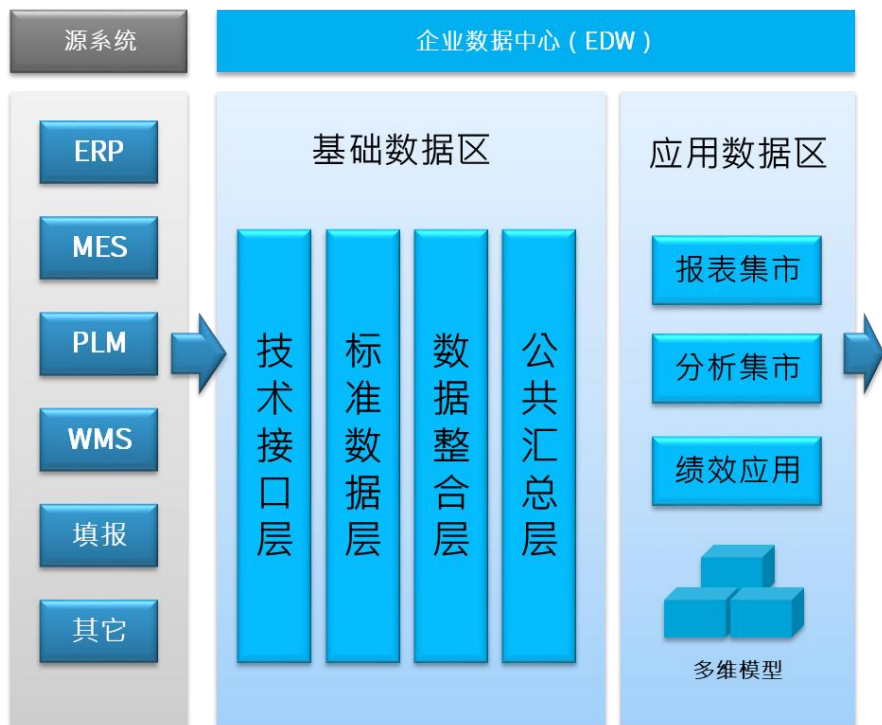 源系统
企业数据中心（EDW）
ERP
MES
PLM
WMS
填报
其它
基础数据区
技术接口层
标准数据层
数据整合层
公共汇总层
应用数据区
报表集市
分析集市
绩效应用
多维模型